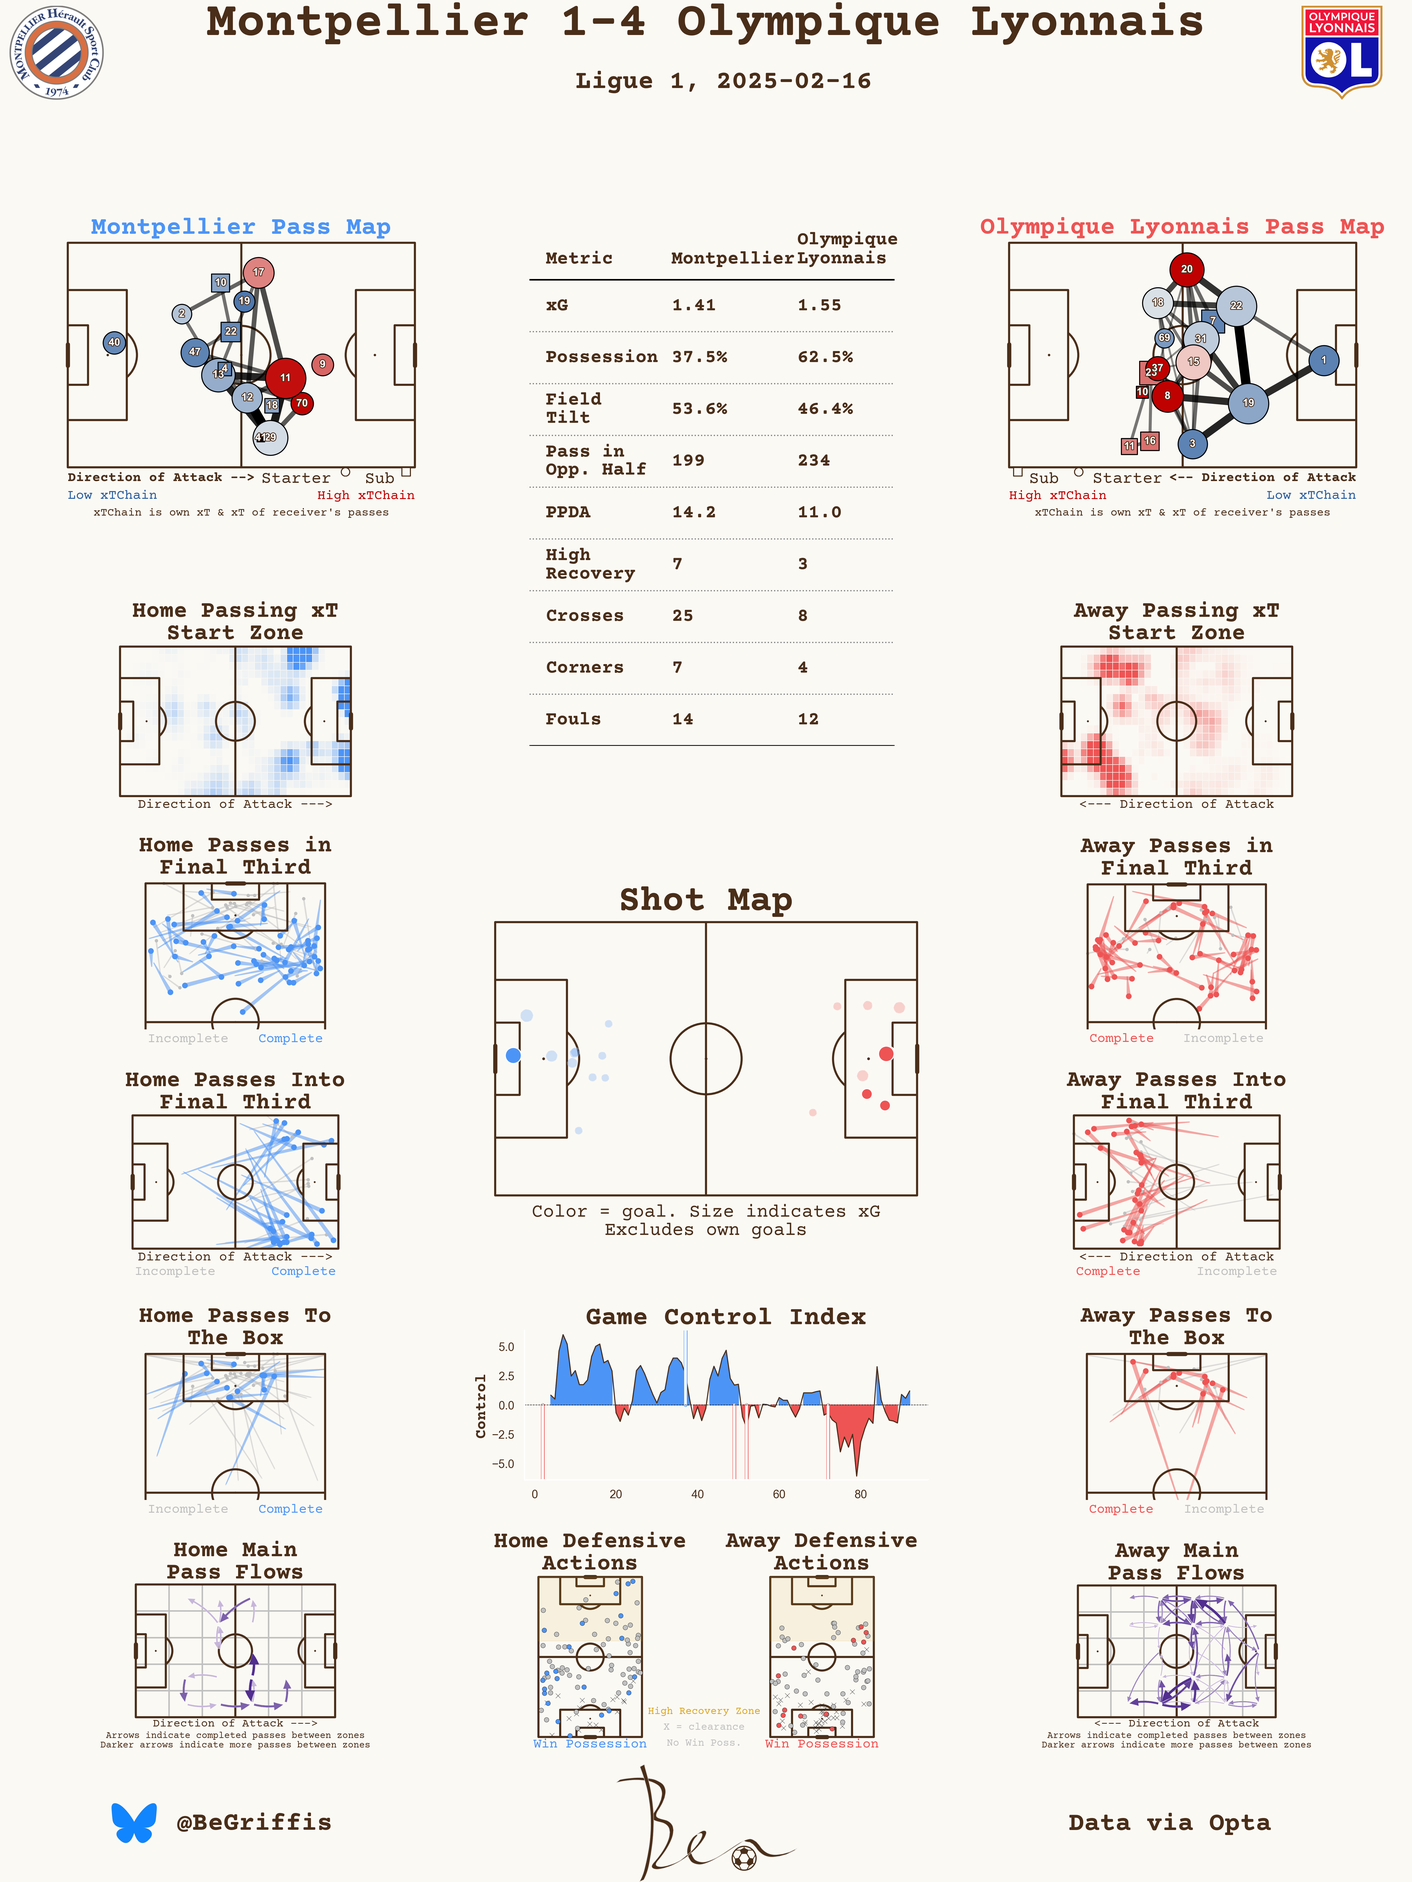 Montpellier 1-4 Olympique Lyonnais
Ligue 1, 2025-02-16
MONTPELLIER Hérault Sport Club
1974
OLYMPIQUE
LYONNAIS
OL
Montpellier Pass Map
17
10
19
2
22
40
47
13
4
11
9
12
18
70
41
29
Direction of Attack --> Starter Sub
Low xTChain High xTChain
xTChain is own xT & xT of receiver's passes
Metric Montpellier Olympique Lyonnais
xG 1.41 1.55
Possession 37.5% 62.5%
Field Tilt 53.6% 46.4%
Pass in Opp. Half 199 234
PPDA 14.2 11.0
High Recovery 7 3
Crosses 25 8
Corners 7 4
Fouls 14 12
Olympique Lyonnais Pass Map
20
18
22
7
69
31
15
1
37
23
10
8
19
11
16
3
Sub Starter <-- Direction of Attack
High xTChain Low xTChain
xTChain is own xT & xT of receiver's passes
Home Passing xT
Start Zone
Direction of Attack --->
Away Passing xT
Start Zone
<--- Direction of Attack
Home Passes in
Final Third
Incomplete Complete
Away Passes in
Final Third
Complete Incomplete
Shot Map
Color = goal. Size indicates xG
Excludes own goals
Home Passes Into
Final Third
Direction of Attack --->
Incomplete Complete
Away Passes Into
Final Third
<--- Direction of Attack
Complete Incomplete
Home Passes To
The Box
Incomplete Complete
Game Control Index
Control
5.0
2.5
0.0
−2.5
−5.0
0 20 40 60 80
Away Passes To
The Box
Complete Incomplete
Home Main
Pass Flows
Direction of Attack --->
Arrows indicate completed passes between zones
Darker arrows indicate more passes between zones
Home Defensive
Actions
Win Possession
High Recovery Zone
X = clearance
No Win Poss.
Away Defensive
Actions
Win Possession
Away Main
Pass Flows
<--- Direction of Attack
Arrows indicate completed passes between zones
Darker arrows indicate more passes between zones
@BeGriffis
Ben
Data via Opta